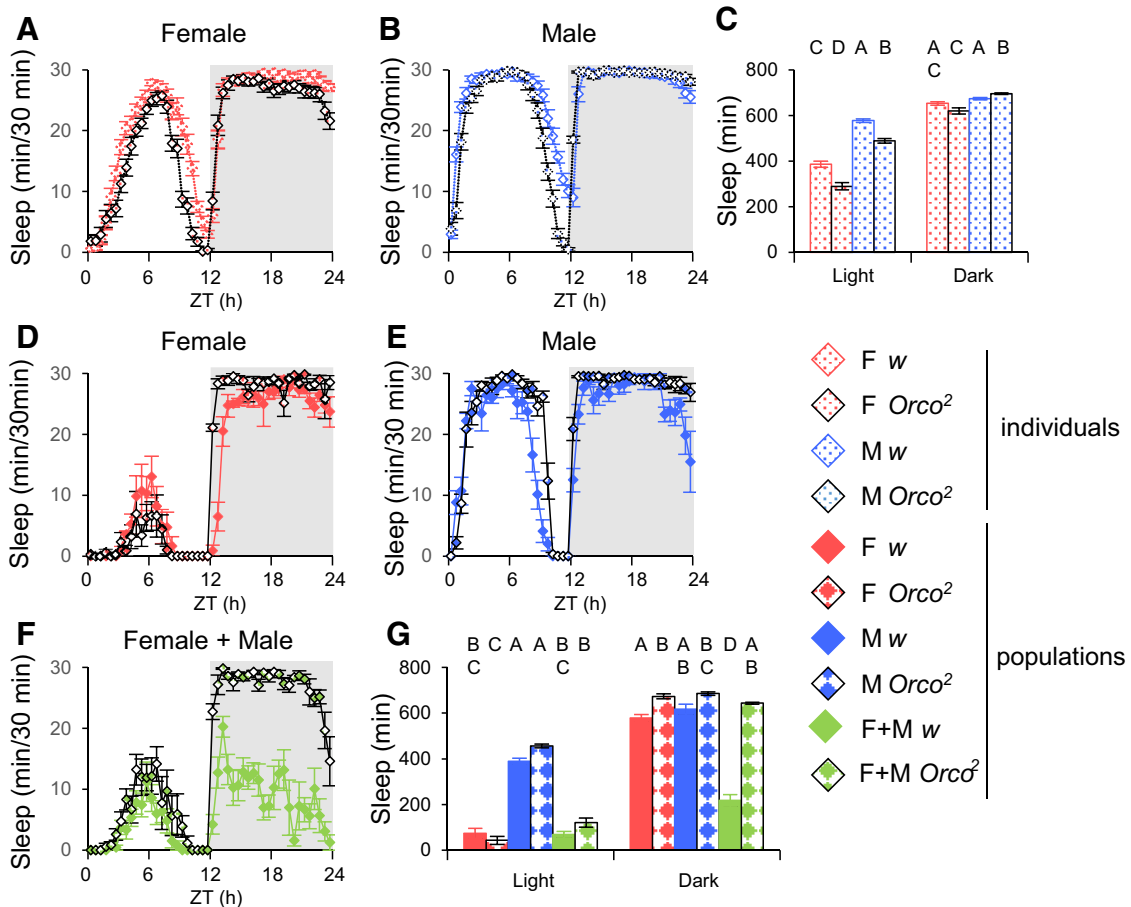 A
Female
Sleep (min/30 min)
30
20
10
0
0
6
12
18
24
ZT (h)
B
Male
Sleep (min/30min)
30
20
10
0
0
6
12
18
24
ZT (h)
C
C D A B
A C A B
C
Sleep (min)
800
600
400
200
0
Light
Dark
D
Female
Sleep (min/30min)
30
20
10
0
0
6
12
18
24
ZT (h)
E
Male
Sleep (min/30 min)
30
20
10
0
0
6
12
18
24
ZT (h)
F
Female + Male
Sleep (min/30 min)
30
20
10
0
0
6
12
18
24
ZT (h)
G
B C A A B B
C C
A B A B D A
B C B
Sleep (min)
800
600
400
200
0
Light
Dark
F w
F Orco²
M w
M Orco²
individuals
F w
F Orco²
M w
M Orco²
F+M w
F+M Orco²
populations